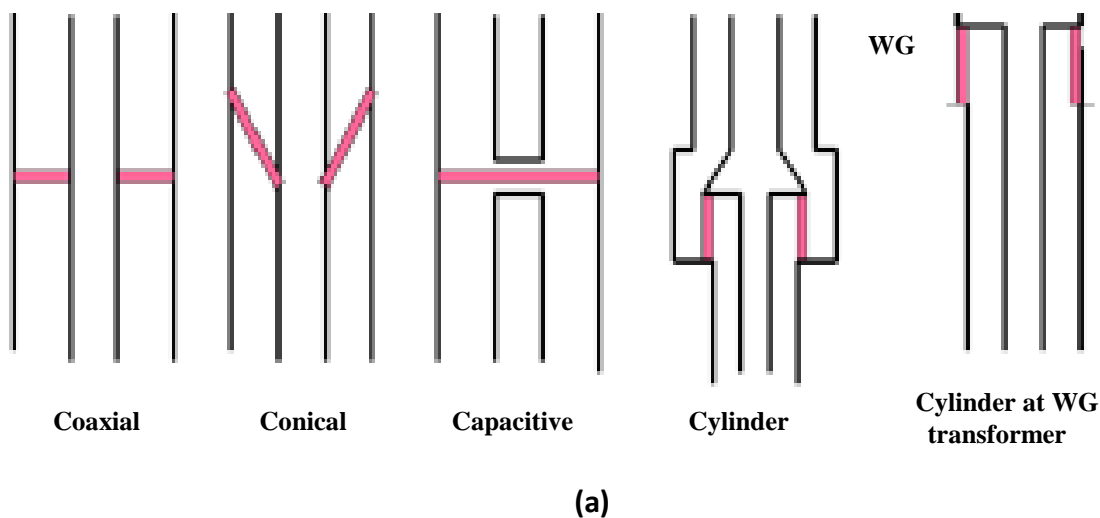 WG
Coaxial
Conical
Capacitive
Cylinder
Cylinder at WG
transformer
(a)